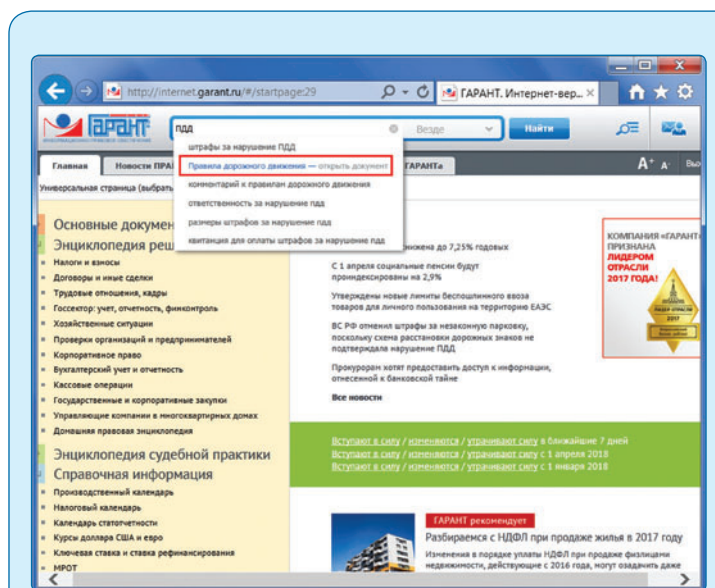 http://internet.garant.ru/#/startpage:29
ГАРАНТ. Интернет-вер...
гарант
пдд
Везде
Найти
штрафы за нарушение ПДД
Правила дорожного движения — открыть документ
комментарий к правилам дорожного движения
ответственность за нарушение пдд
размеры штрафов за нарушение пдд
квитанция для оплаты штрафов за нарушение пдд
Главная
Новости ПРА
ГАРАНТа
А+ А-
Универсальная страница (выбрать
Основные докумен
Энциклопедия реш
Налоги и взносы
Договоры и иные сделки
Трудовые отношения, кадры
Госсектор: учет, отчетность, финконтроль
Хозяйственные ситуации
Проверки организаций и предпринимателей
Корпоративное право
Бухгалтерский учет и отчетность
Кассовые операции
Государственные и корпоративные закупки
Управляющие компании в многоквартирных домах
Домашняя правовая энциклопедия
Энциклопедия судебной практики
Справочная информация
Производственный календарь
Налоговый календарь
Календарь статотчетности
Курсы доллара США и евро
Ключевая ставка и ставка рефинансирования
МРОТ
нижена до 7,25% годовых
С 1 апреля социальные пенсии будут
проиндексированы на 2,9%
Утверждены новые лимиты беспошлинного ввоза
товаров для личного пользования на территорию ЕАЭС
ВС РФ отменил штрафы за незаконную парковку,
поскольку схема расстановки дорожных знаков не
подтверждала нарушение ПДД
Прокурорам хотят предоставить доступ к информации,
отнесенной к банковской тайне
Все новости
КОМПАНИЯ «ГАРАНТ»
ПРИЗНАНА
ЛИДЕРОМ
ОТРАСЛИ
2017 ГОДА!
ЛИДЕР ОТРАСЛИ
2017
Вступают в силу / изменяются / утрачивают силу в ближайшие 7 дней
Вступают в силу / изменяются / утрачивают силу с 1 апреля 2018
Вступают в силу / изменяются / утрачивают силу с 1 января 2018
ГАРАНТ рекомендует
Разбираемся с НДФЛ при продаже жилья в 2017 году
Изменения в порядке уплаты НДФЛ при продаже физлицами
недвижимости, действующие с 2016 года, могут озадачить даже